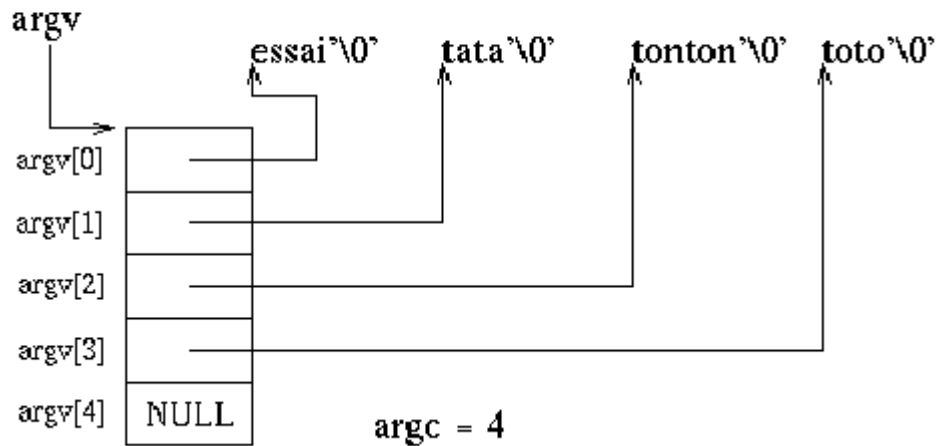 argv
essai'\0' tata'\0' tonton'\0' toto'\0'
argv[0]
argv[1]
argv[2]
argv[3]
argv[4] NULL
argc = 4